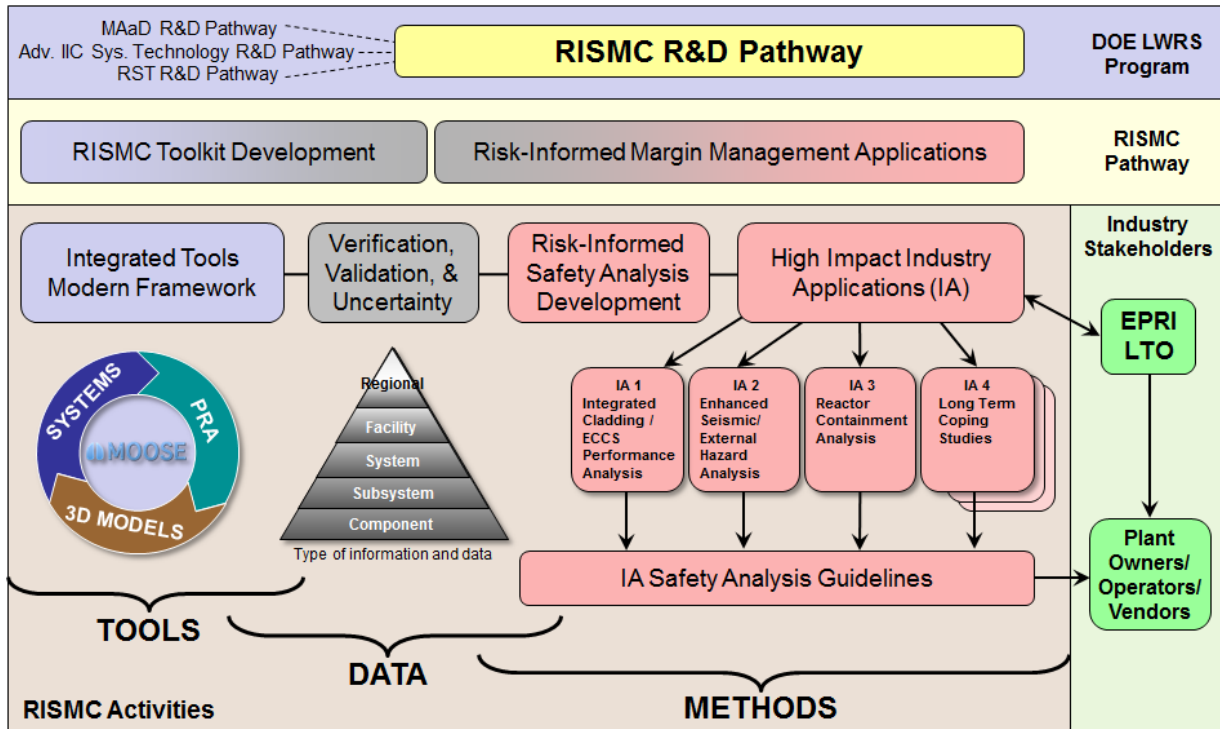 MAaD R&D Pathway
Adv. IIC Sys. Technology R&D Pathway
RST R&D Pathway
RISMC R&D Pathway
DOE LWRS
Program
RISMC Toolkit Development
Risk-Informed Margin Management Applications
RISMC
Pathway
Integrated Tools
Modern Framework
Verification,
Validation, &
Uncertainty
Risk-Informed
Safety Analysis
Development
High Impact Industry
Applications (IA)
Industry
Stakeholders
EPRI
LTO
SYSTEMS
PRA
MOOSE
3D MODELS
Regional
Facility
System
Subsystem
Component
Type of information and data
IA 1
Integrated
Cladding /
ECCS
Performance
Analysis
IA 2
Enhanced
Seismic/
External
Hazard
Analysis
IA 3
Reactor
Containment
Analysis
IA 4
Long Term
Coping
Studies
IA Safety Analysis Guidelines
Plant
Owners/
Operators/
Vendors
TOOLS
DATA
METHODS
RISMC Activities